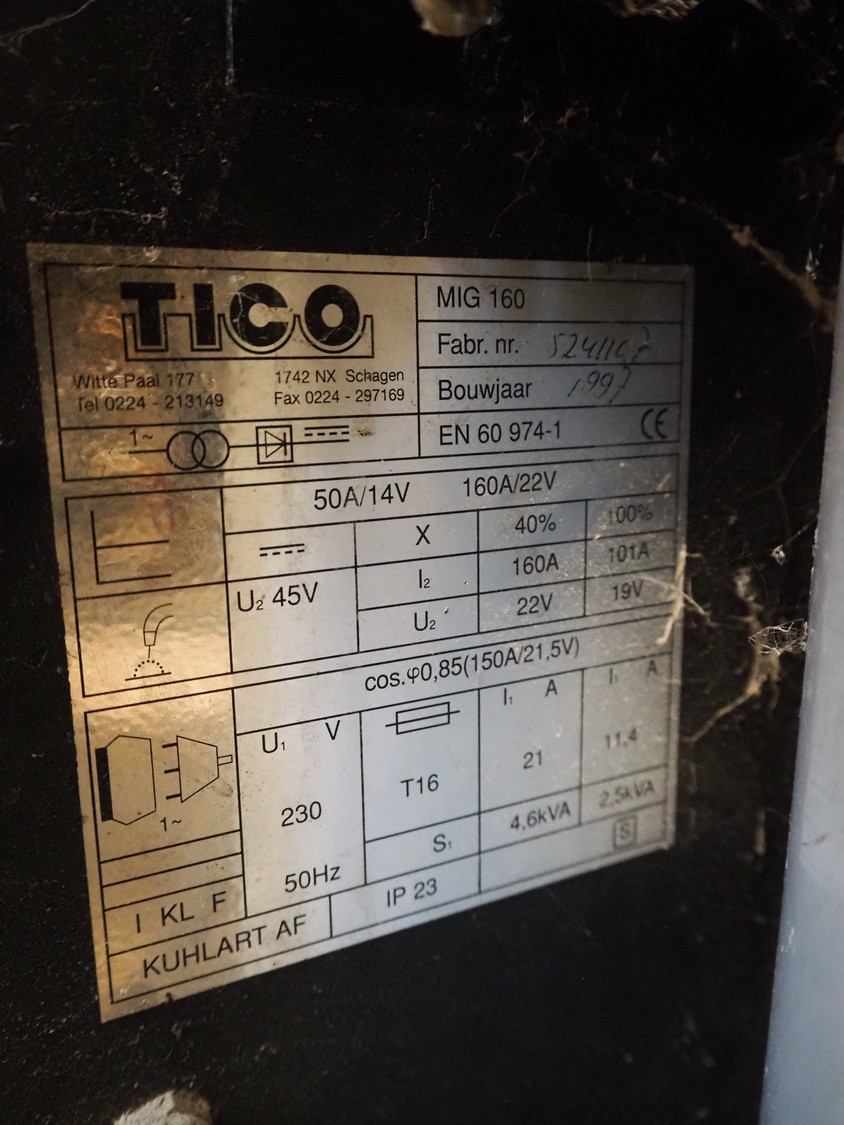 TICO
Witte Paal 177 1742 NX Schagen
Tel 0224 - 213149 Fax 0224 - 297169
MIG 160
Fabr. nr.
Bouwjaar 1997
EN 60 974-1 CE
1~
50A/14V 160A/22V
X 40% 100%
U2 45V
I2 160A 101A
U2 22V 19V
cos.φ0,85(150A/21,5V)
1~
U1 V
230
50Hz
T16
I1 A I1 A
21 11,4
S1 4,6kVA 2,5kVA
I KL F
KUHLART AF
IP 23
S